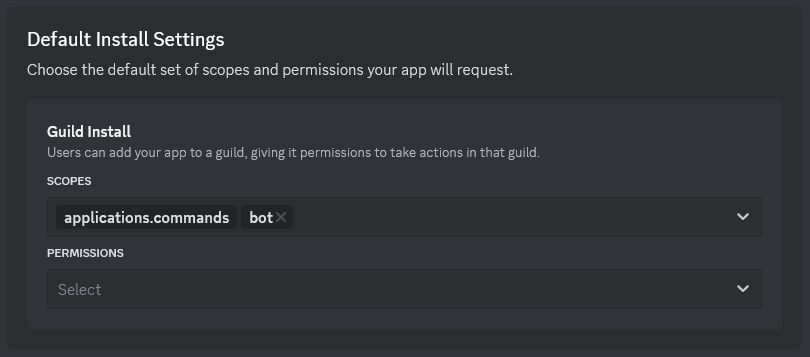 Default Install Settings
Choose the default set of scopes and permissions your app will request.
Guild Install
Users can add your app to a guild, giving it permissions to take actions in that guild.
SCOPES
applications.commands bot
PERMISSIONS
Select